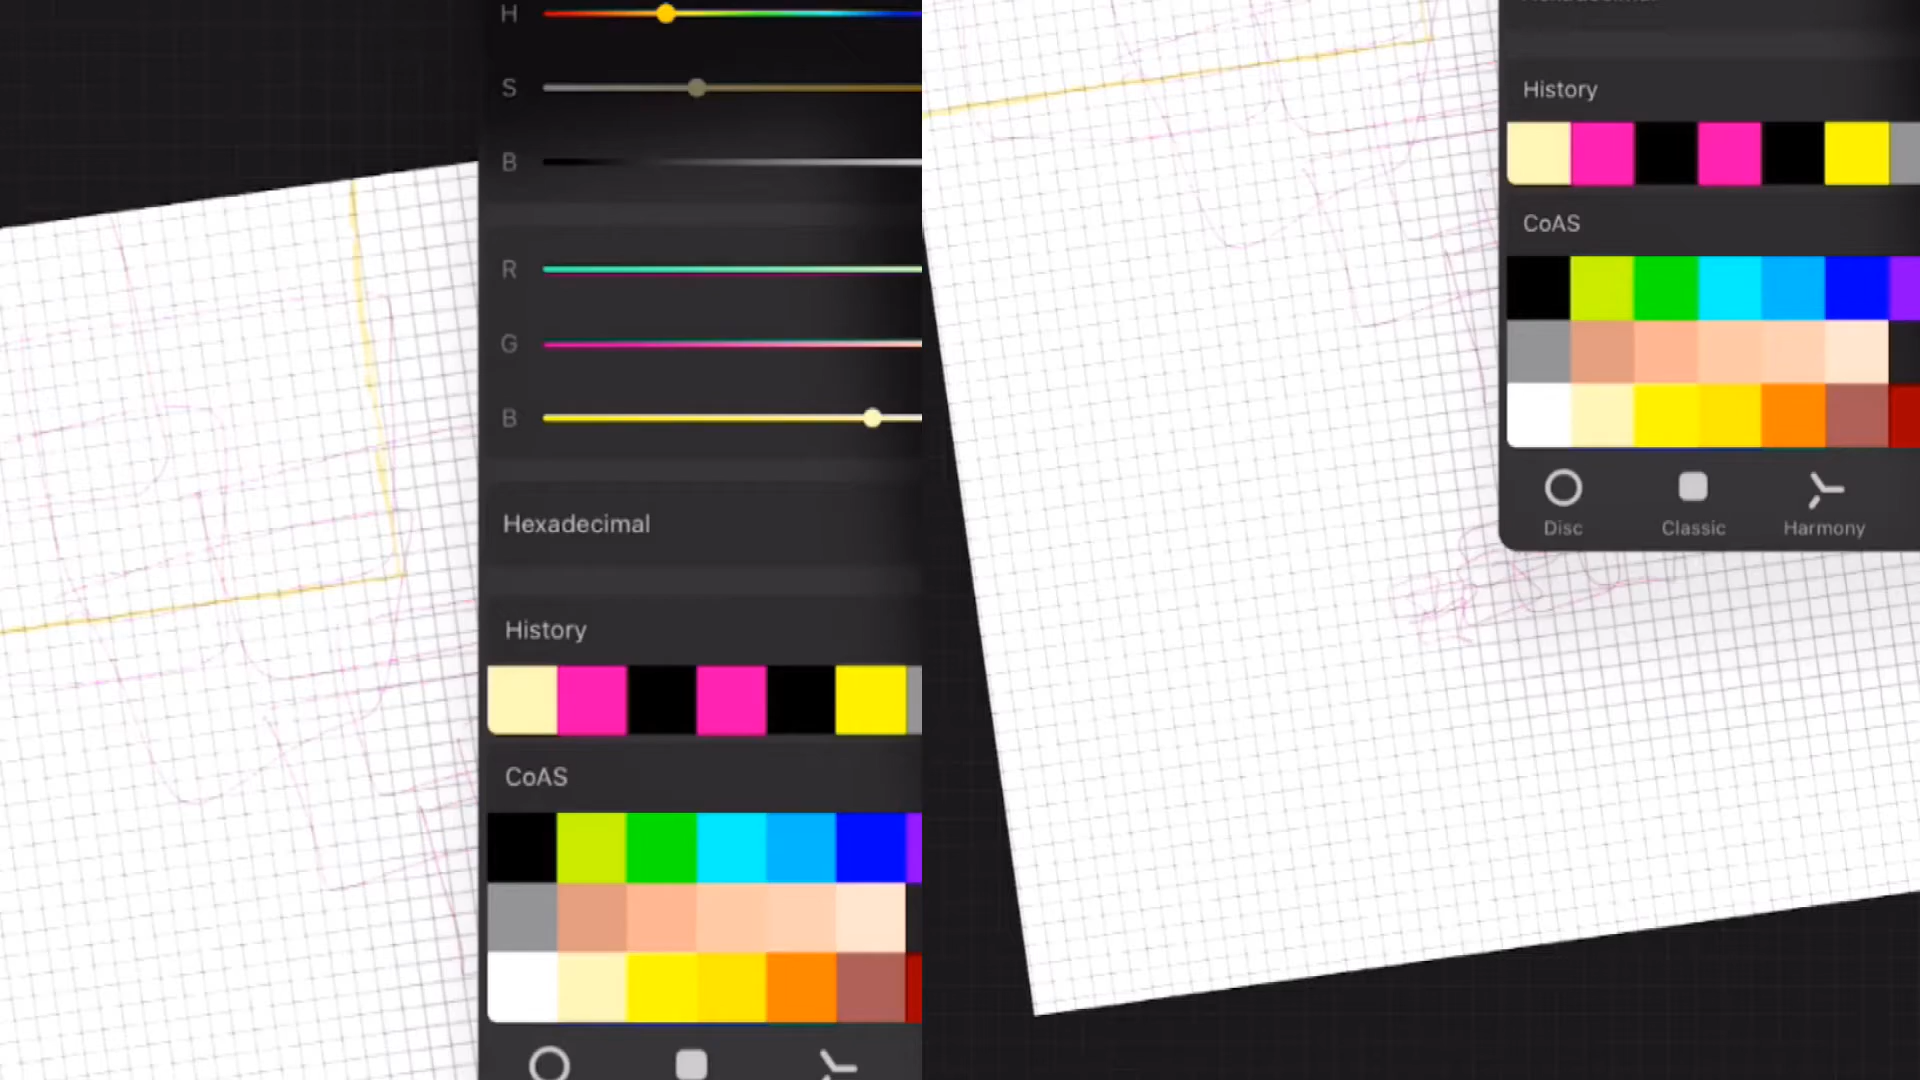 H
S
B
R
G
B
Hexadecimal
History
CoAS
History
CoAS
Disc
Classic
Harmony